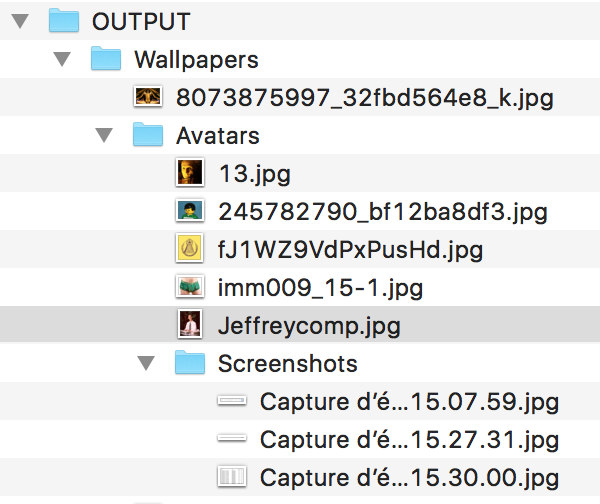 OUTPUT
Wallpapers
8073875997_32fbd564e8_k.jpg
Avatars
13.jpg
245782790_bf12ba8df3.jpg
fJ1WZ9VdPxPusHd.jpg
imm009_15-1.jpg
Jeffreycomp.jpg
Screenshots
Capture d’é...15.07.59.jpg
Capture d’é...15.27.31.jpg
Capture d’é...15.30.00.jpg